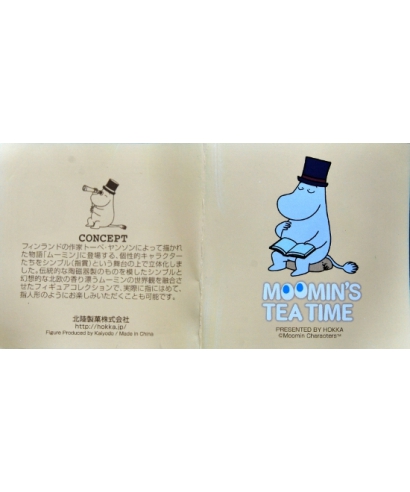 CONCEPT
フィンランドの作家トーベ・ヤンソンによって描かれ
た物語「ムーミン」に登場する、個性的キャラクター
たちをシンブル(指貫)という舞台の上で立体化しま
した。伝統的な陶磁器製のものを模したシンブルと
幻想的な北欧の香り漂うムーミンの世界観を融合さ
せたフィギュアコレクションで、実際に指にはめて、
指人形のようにお楽しみいただくことも可能です。
北陸製菓株式会社
http://hokka.jp/
Figure Produced by Kaiyodo / Made in China
MOOMIN'S
TEA TIME
PRESENTED BY HOKKA
©Moomin Characters™